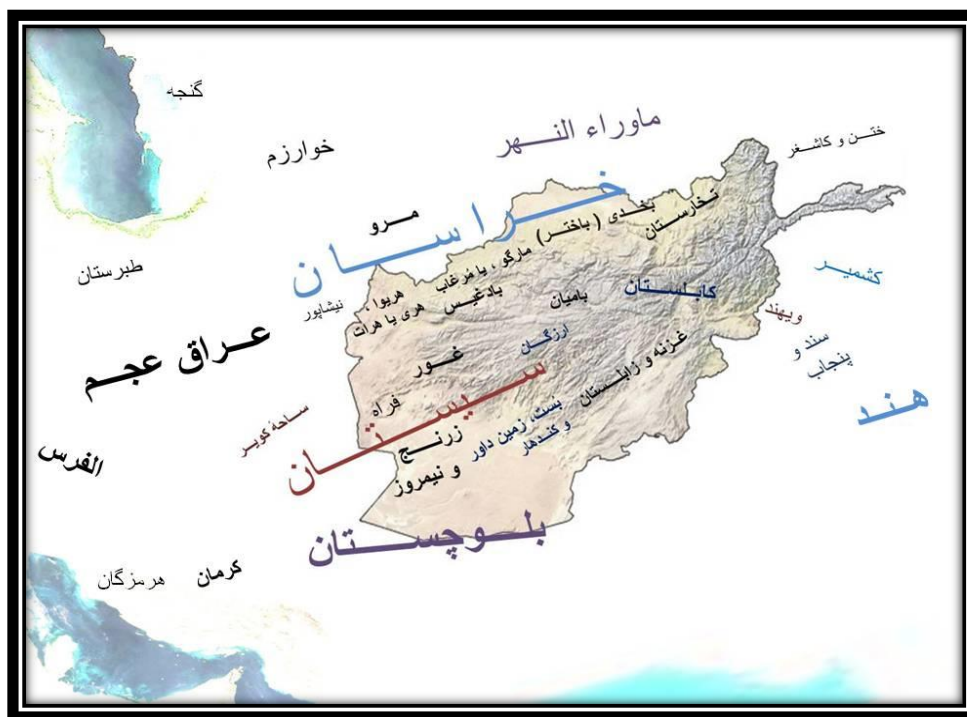 گنجه
ماوراء النهر
ختن و کاشغر
خوارزم
خراسان
مرو
بخدی (باختر)
تخارستان
مارگو، یا مرغاب
طبرستان
کشمیر
نیشاپور
هریوا،
هری یا هرات
بادغیس
بامیان
کابلستان
ویهند
عراق عجم
غور
ارزگان
غزنه و زابلستان
سند و
پنجاب
سیستان
فراه
هند
ساحهٔ کویر
الفرس
زرنج
و نیمروز
بست، زمین داور
و کندهار
بلوچستان
کرمان
هرمزگان